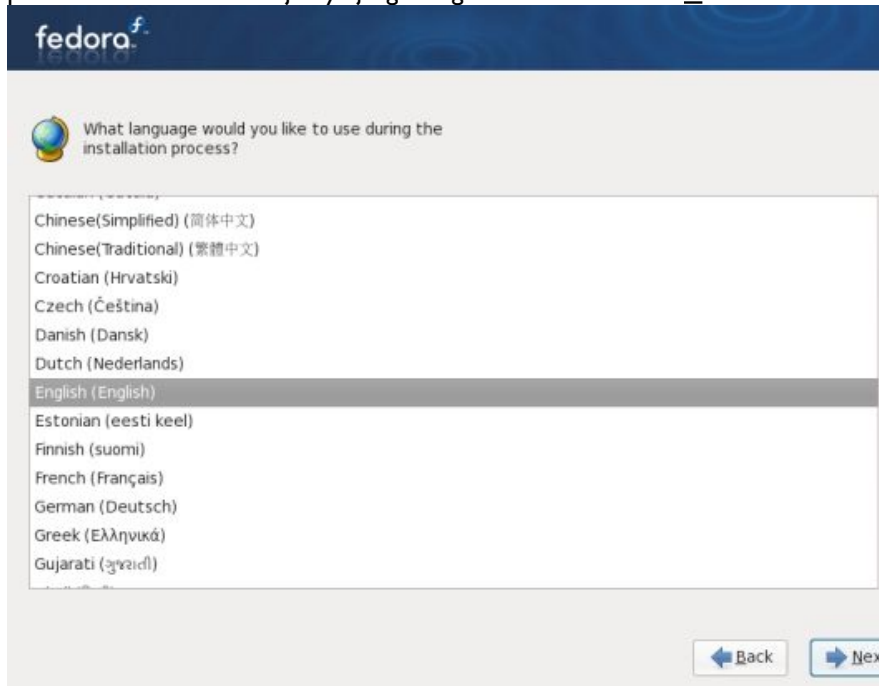 fedora
What language would you like to use during the
installation process?
Chinese(Simplified) (简体中文)
Chinese(Traditional) (繁體中文)
Croatian (Hrvatski)
Czech (Čeština)
Danish (Dansk)
Dutch (Nederlands)
English (English)
Estonian (eesti keel)
Finnish (suomi)
French (Français)
German (Deutsch)
Greek (Ελληνικά)
Gujarati (ગુજરાતી)
Back
Nex